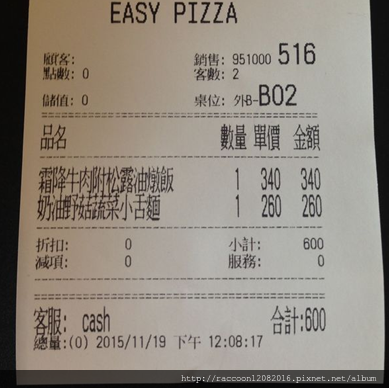 EASY PIZZA
顧客: 銷售: 951000 516
點數: 0 客數: 2
儲值: 0 桌位: 外B-B02
品名 數量 單價 金額
霜降牛肉附松露油燉飯 1 340 340
奶油野菇蔬菜小舌麵 1 260 260
折扣: 0 小計: 600
減項: 0 服務: 0
客服: cash 合計:600
總量:(0) 2015/11/19 下午 12:08:17
http://raccoon12082016.pixnet.net/album